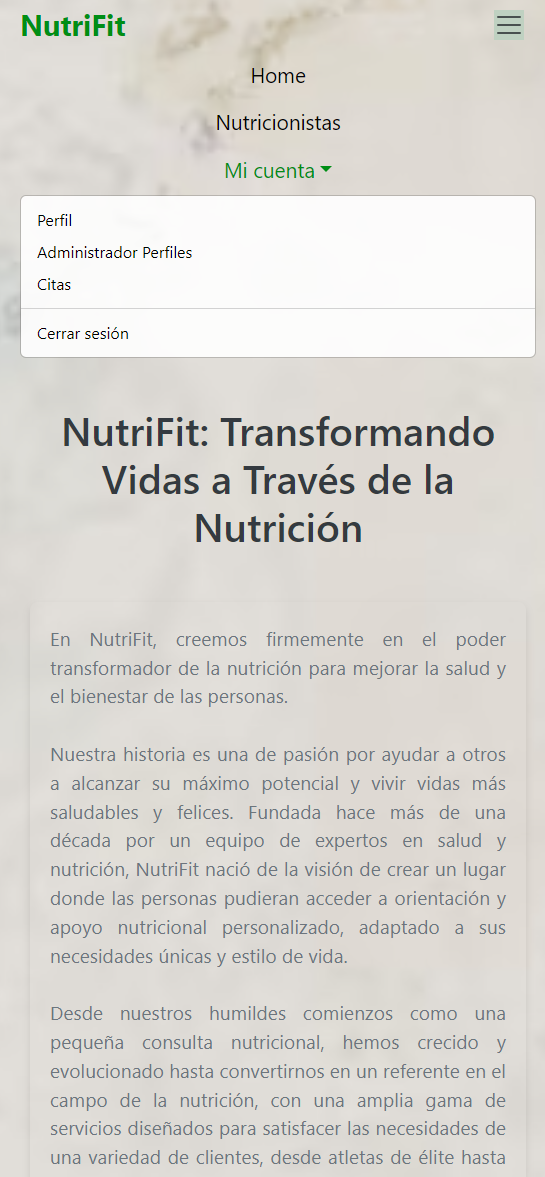 NutriFit
Home
Nutricionistas
Mi cuenta
Perfil
Administrador Perfiles
Citas
Cerrar sesión
NutriFit: Transformando
Vidas a Través de la
Nutrición
En NutriFit, creemos firmemente en el poder
transformador de la nutrición para mejorar la salud y
el bienestar de las personas.
Nuestra historia es una de pasión por ayudar a otros
a alcanzar su máximo potencial y vivir vidas más
saludables y felices. Fundada hace más de una
década por un equipo de expertos en salud y
nutrición, NutriFit nació de la visión de crear un lugar
donde las personas pudieran acceder a orientación y
apoyo nutricional personalizado, adaptado a sus
necesidades únicas y estilo de vida.
Desde nuestros humildes comienzos como una
pequeña consulta nutricional, hemos crecido y
evolucionado hasta convertirnos en un referente en el
campo de la nutrición, con una amplia gama de
servicios diseñados para satisfacer las necesidades de
una variedad de clientes, desde atletas de élite hasta